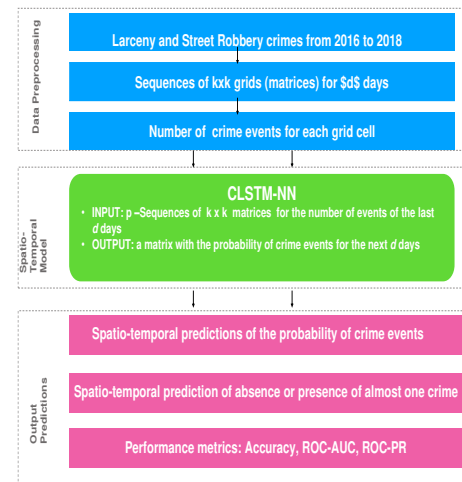 Data Preprocessing
Larceny and Street Robbery crimes from 2016 to 2018
Sequences of kxk grids (matrices) for $d$ days
Number of crime events for each grid cell
Spatio-
Temporal
Model
CLSTM-NN
• INPUT: p –Sequences of k x k matrices for the number of events of the last
d days
• OUTPUT: a matrix with the probability of crime events for the next d days
Output
Predictions
Spatio-temporal predictions of the probability of crime events
Spatio-temporal prediction of absence or presence of almost one crime
Performance metrics: Accuracy, ROC-AUC, ROC-PR